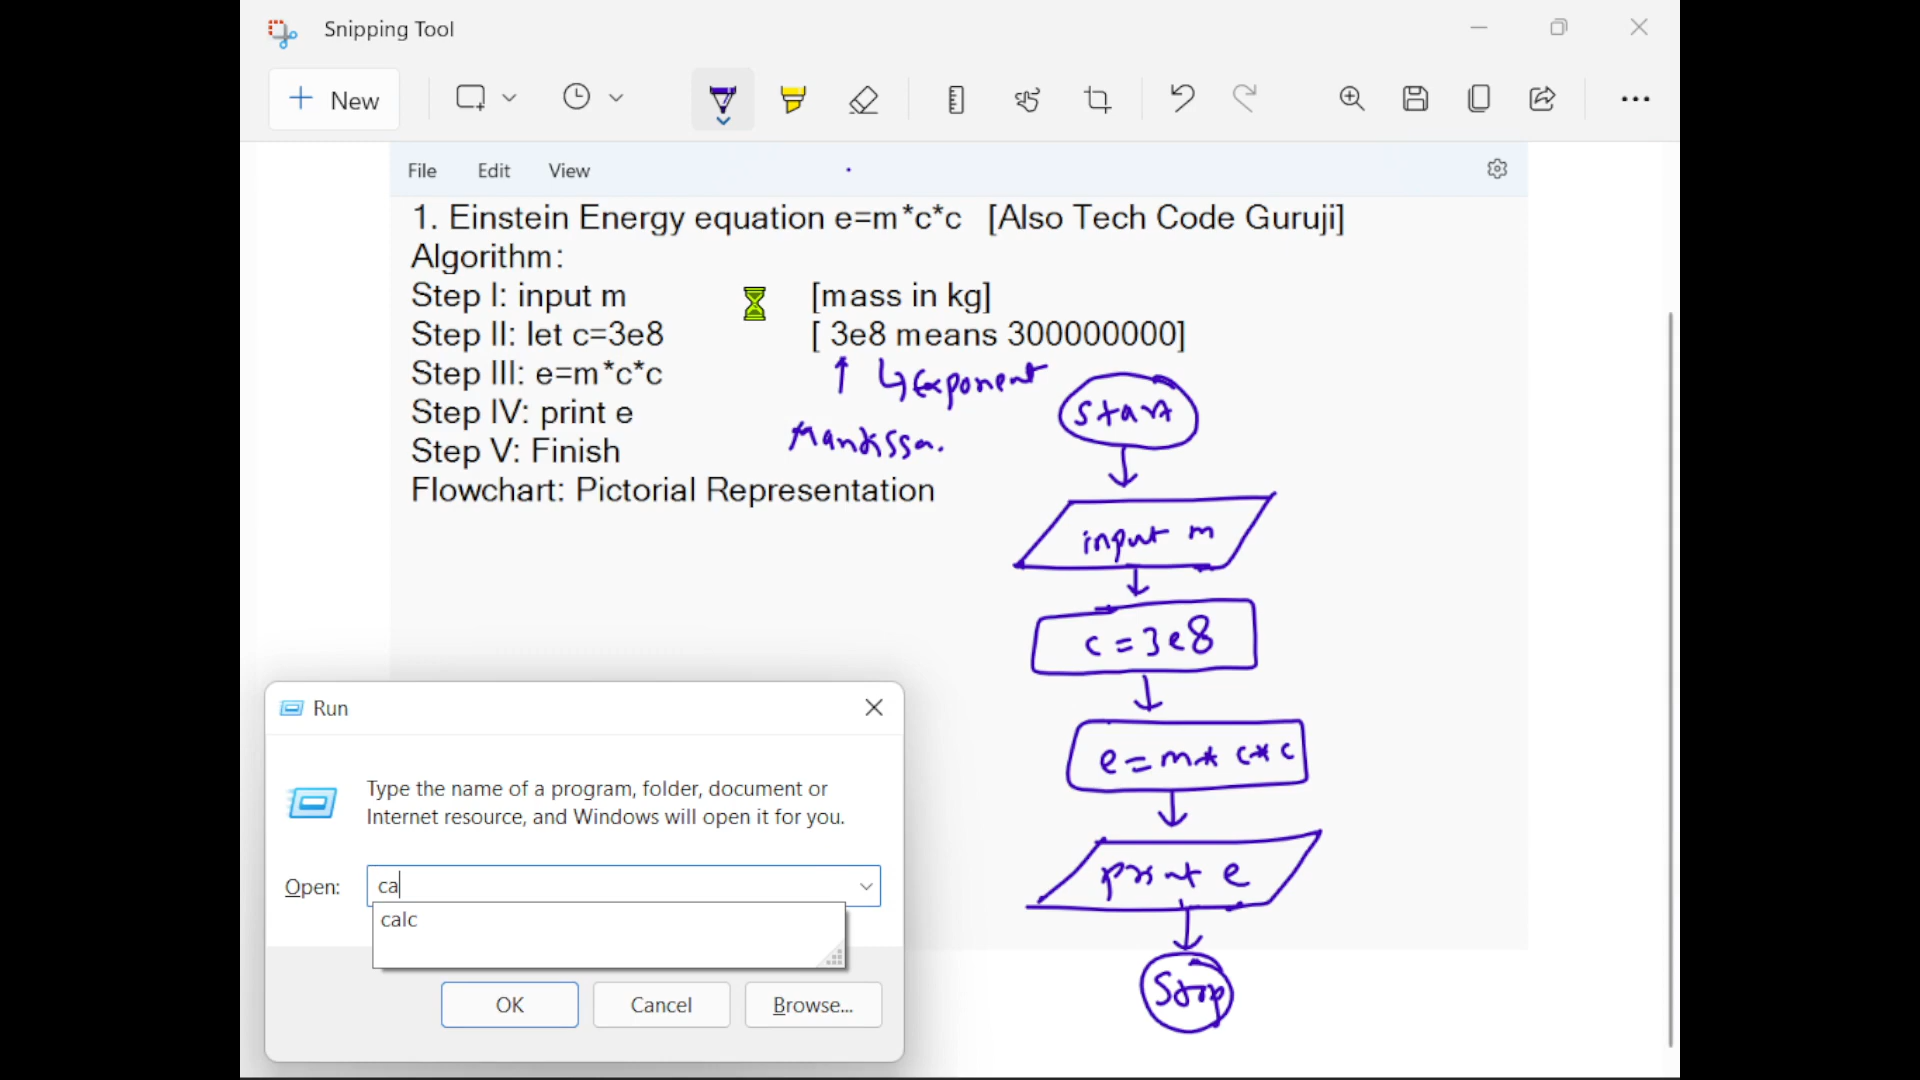 Snipping Tool
New
File Edit View
1. Einstein Energy equation e=m*c*c [Also Tech Code Guruji]
Algorithm:
Step I: input m [mass in kg]
Step II: let c=3e8 [ 3e8 means 300000000]
Step III: e=m*c*c
Exponent
Step IV: print e
Mantissa.
Step V: Finish
Flowchart: Pictorial Representation
Start
input m
c=3e8
e=m*c*c
print e
Stop
Run
Type the name of a program, folder, document or
Internet resource, and Windows will open it for you.
Open: ca
calc
OK Cancel Browse...